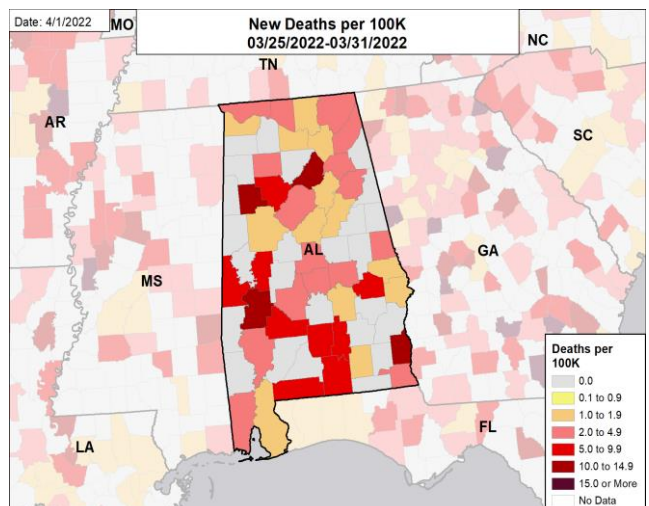 Date: 4/1/2022
New Deaths per 100K
03/25/2022-03/31/2022
MO
TN
NC
AR
SC
AL
GA
MS
LA
FL
Deaths per
100K
0.0
0.1 to 0.9
1.0 to 1.9
2.0 to 4.9
5.0 to 9.9
10.0 to 14.9
15.0 or More
No Data